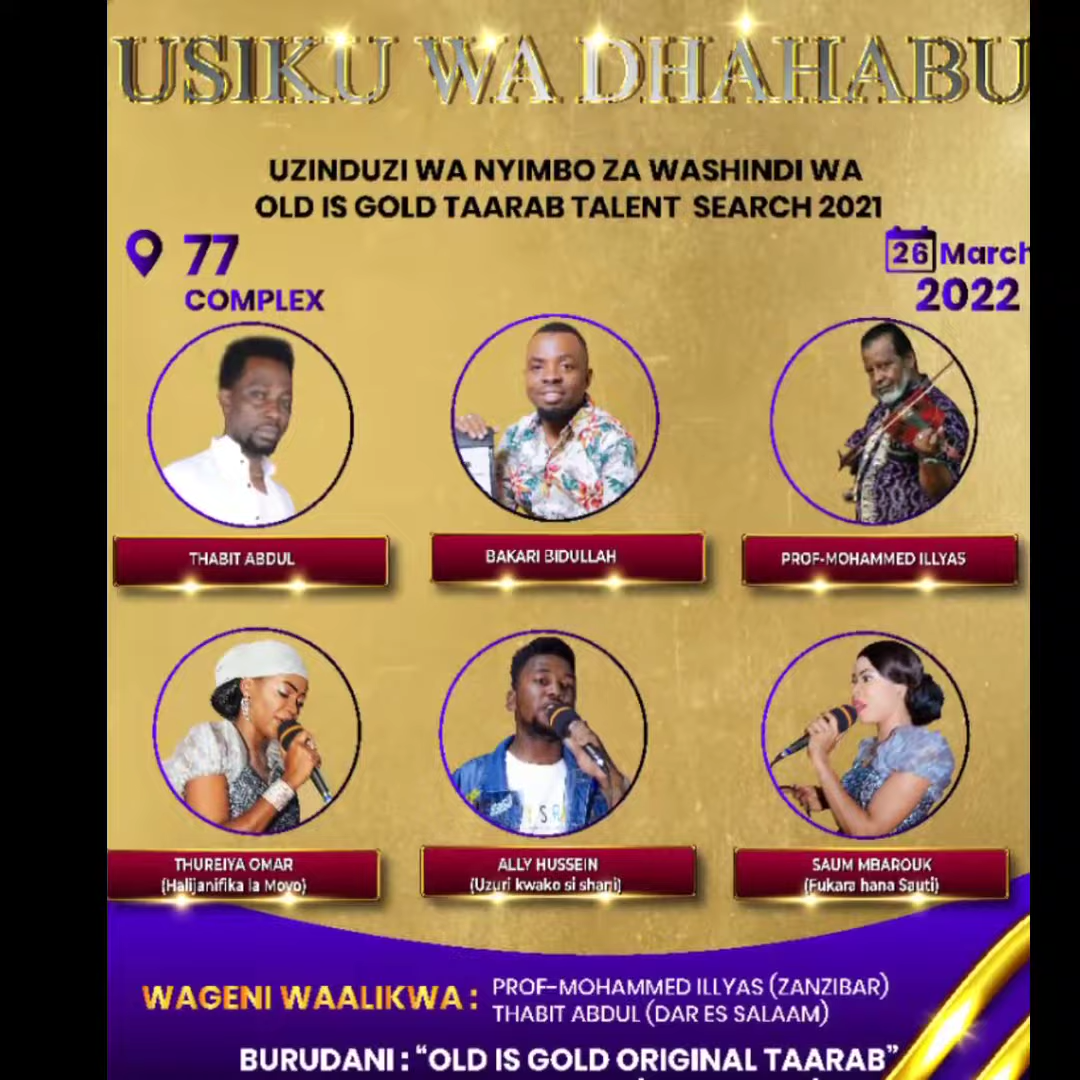 USIKU WA DHAHABU
UZINDUZI WA NYIMBO ZA WASHINDI WA
OLD IS GOLD TAARAB TALENT SEARCH 2021
77
COMPLEX
26 March
2022
THABIT ABDUL
BAKARI BIDULLAH
PROF-MOHAMMED ILLYAS
THUREIYA OMAR
(Halijanifika la Moyo)
ALLY HUSSEIN
(Uzuri kwako si shani)
SAUM MBAROUK
(Fukara hana Sauti)
WAGENI WAALIKWA :
PROF-MOHAMMED ILLYAS (ZANZIBAR)
THABIT ABDUL (DAR ES SALAAM)
BURUDANI : “OLD IS GOLD ORIGINAL TAARAB”